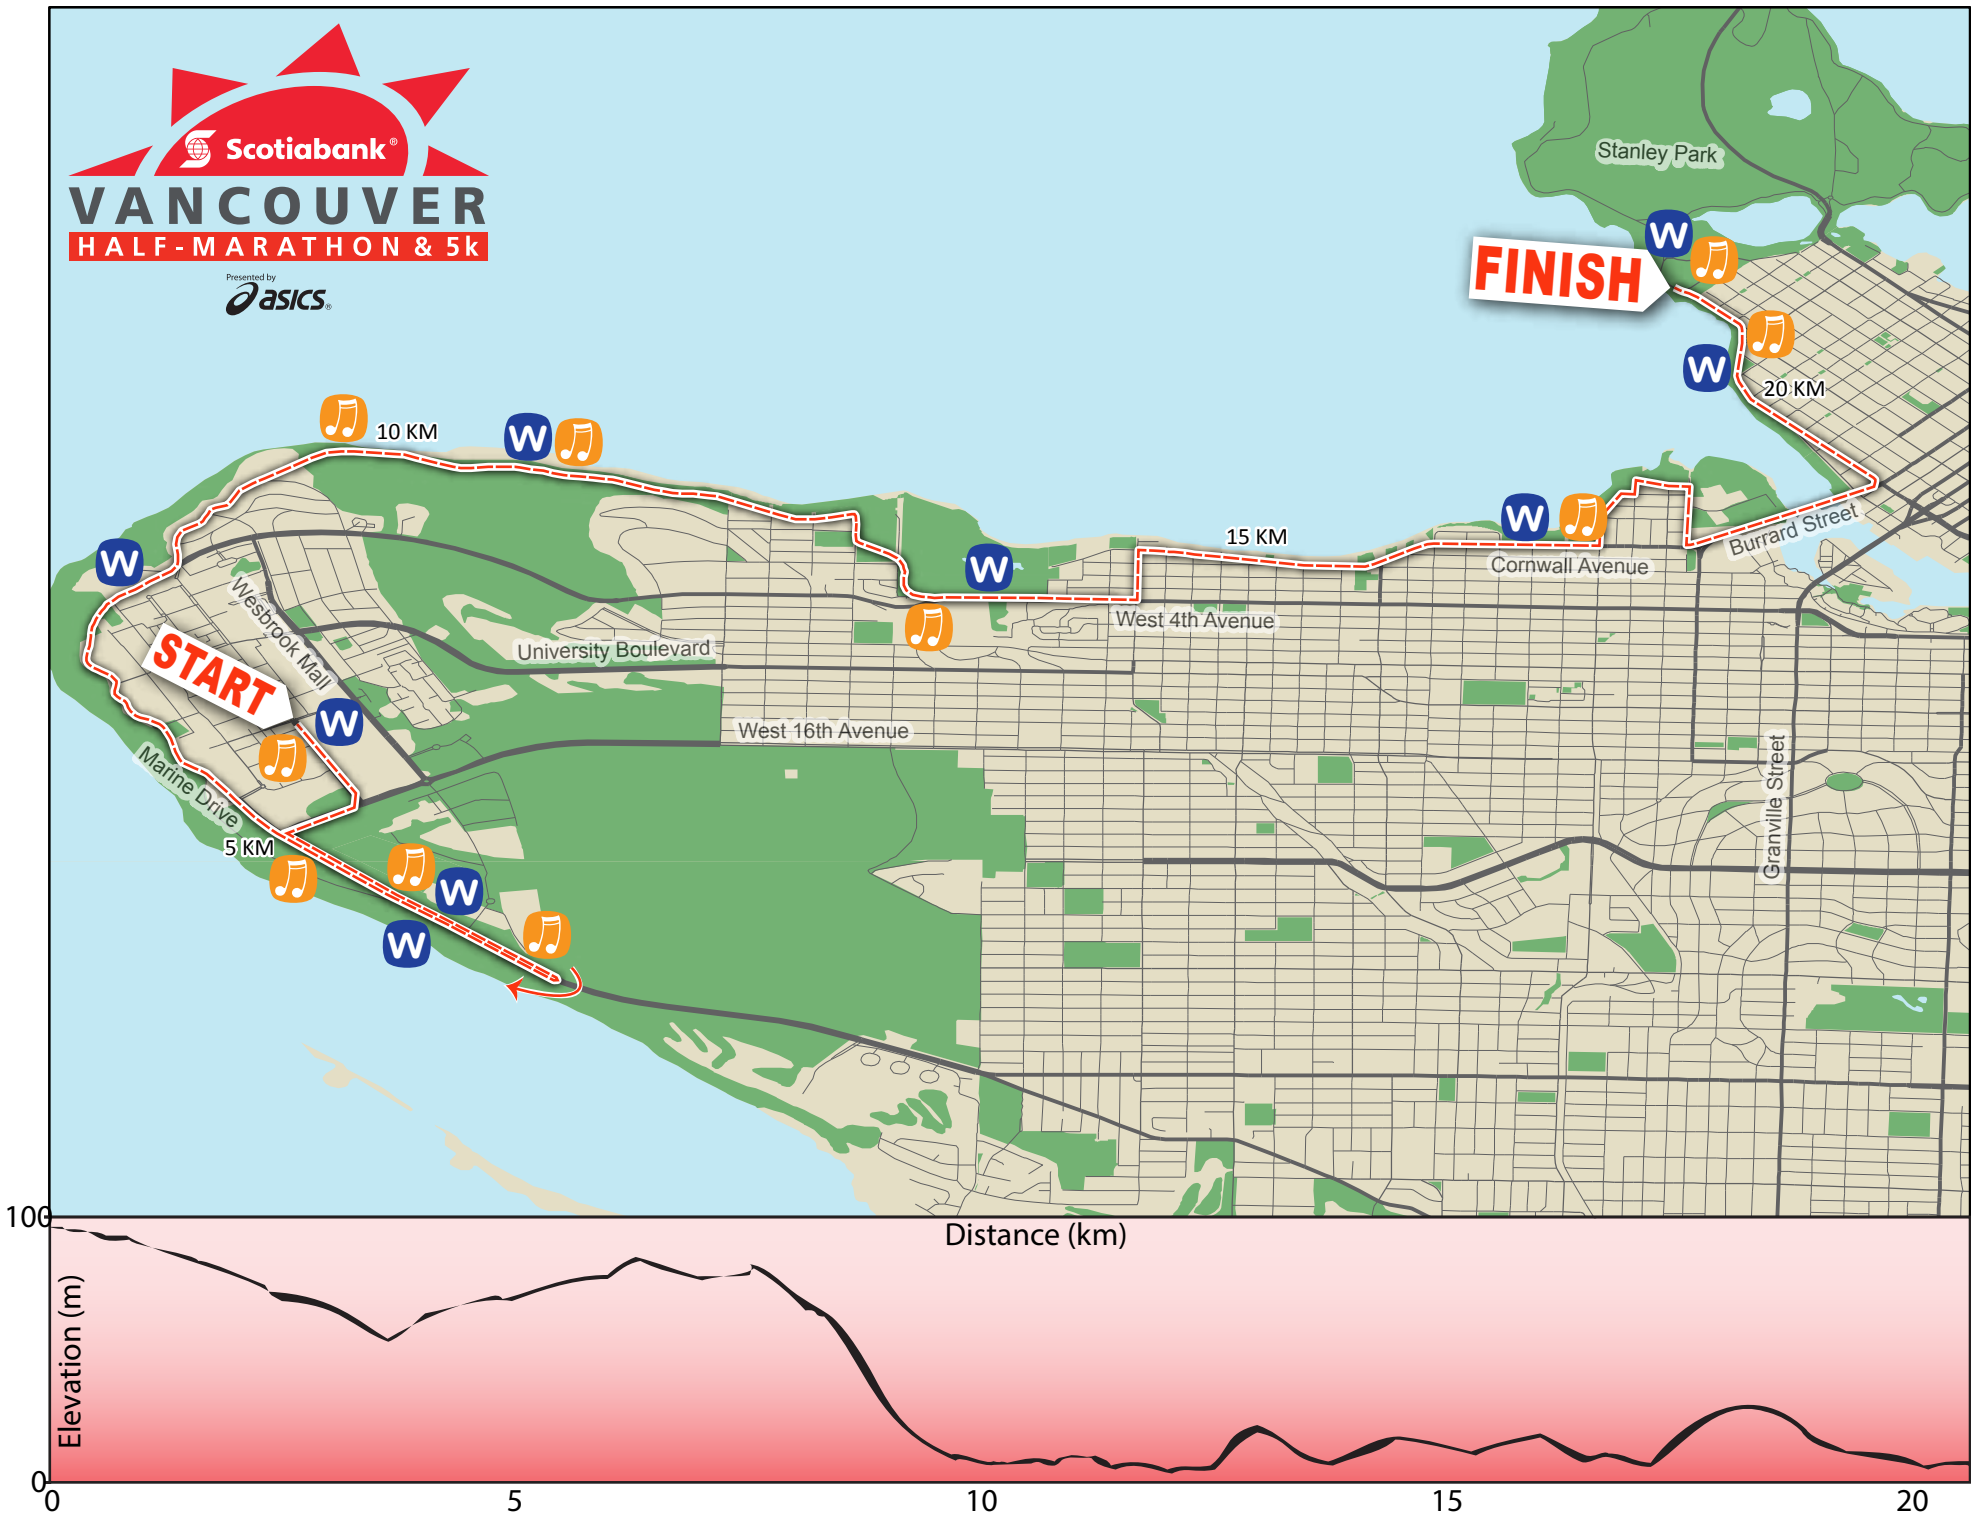 Scotiabank®
VANCOUVER
HALF-MARATHON & 5k
Presented by
asics®
Stanley Park
W
FINISH
W
20 KM
10 KM
W
W
15 KM
Burrard Street
W
W
Cornwall Avenue
Wesbrook Mall
West 4th Avenue
START
University Boulevard
W
West 16th Avenue
Marine Drive
Granville Street
5 KM
W
W
100
Distance (km)
Elevation (m)
0
0
5
10
15
20